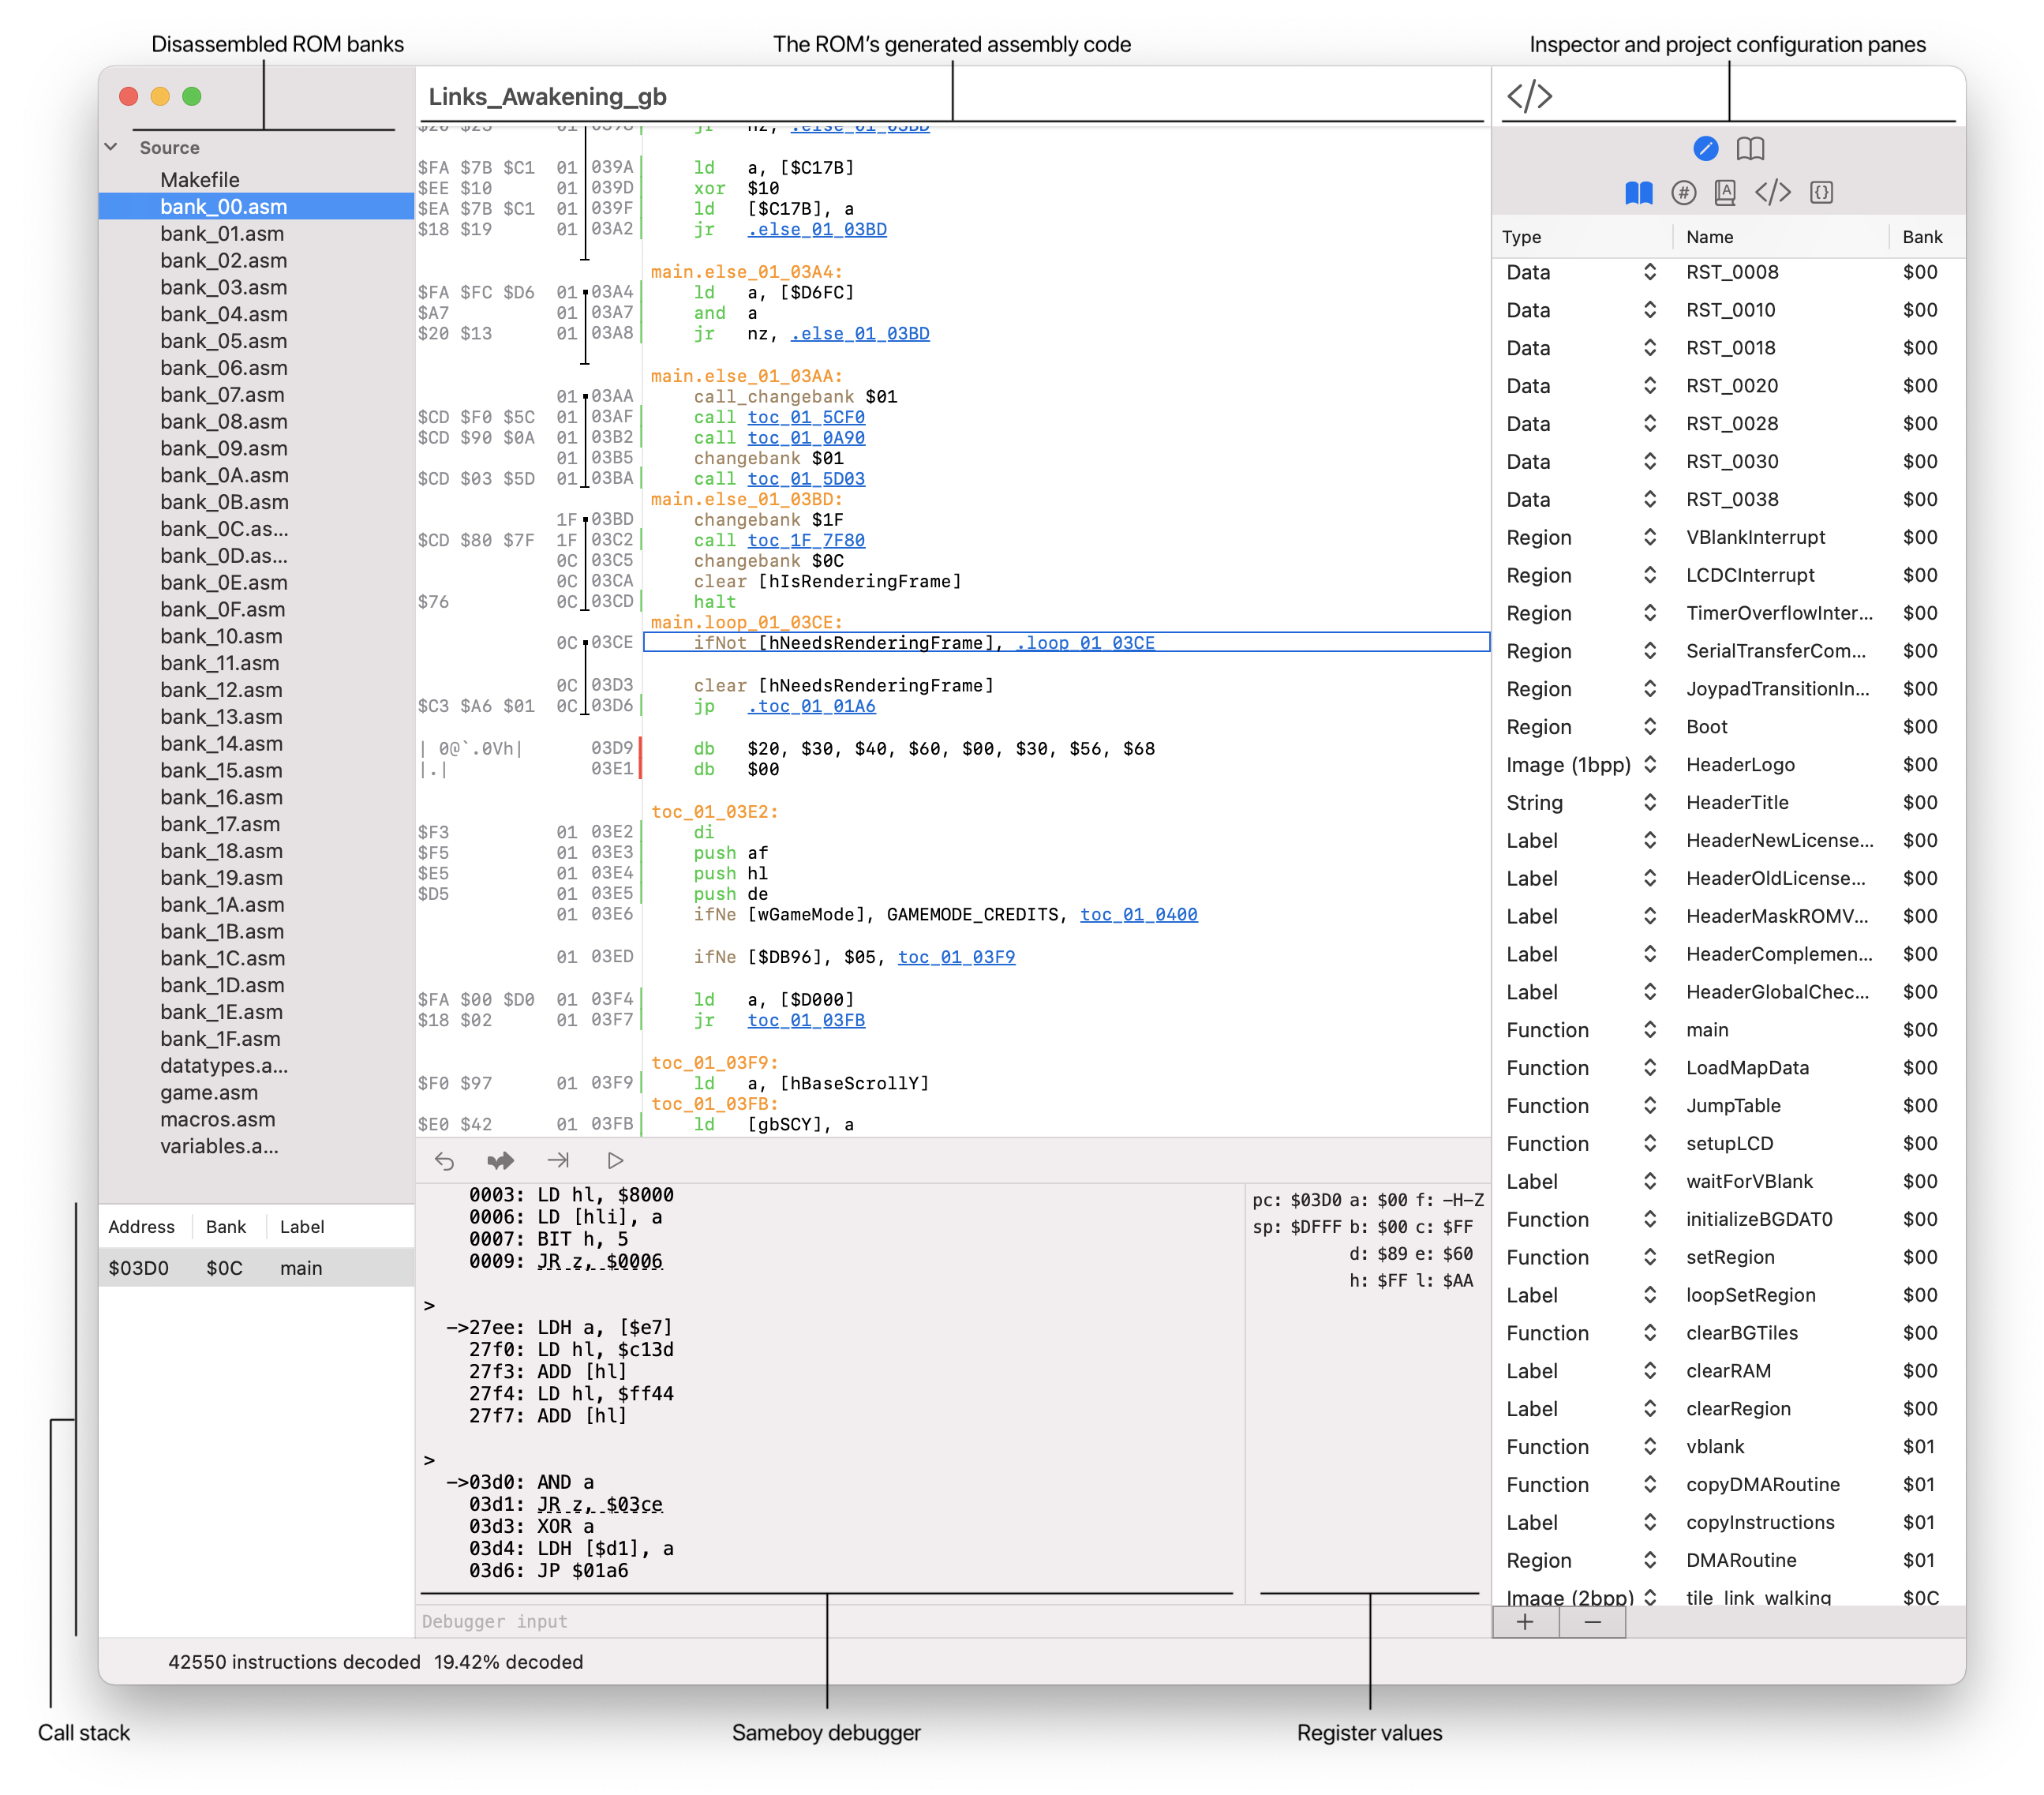 Disassembled ROM banks
The ROM's generated assembly code
Inspector and project configuration panes
Links_Awakening_gb
</>
Source
Makefile
bank_00.asm
bank_01.asm
bank_02.asm
bank_03.asm
bank_04.asm
bank_05.asm
bank_06.asm
bank_07.asm
bank_08.asm
bank_09.asm
bank_0A.asm
bank_0B.asm
bank_0C.as...
bank_0D.as...
bank_0E.asm
bank_0F.asm
bank_10.asm
bank_11.asm
bank_12.asm
bank_13.asm
bank_14.asm
bank_15.asm
bank_16.asm
bank_17.asm
bank_18.asm
bank_19.asm
bank_1A.asm
bank_1B.asm
bank_1C.asm
bank_1D.asm
bank_1E.asm
bank_1F.asm
datatypes.a...
game.asm
macros.asm
variables.a...
Address Bank Label
$03D0 $0C main
$20 $23 01 0398 jr nz, .else_01_03BD
$FA $7B $C1 01 039A ld a, [$C17B]
$EE $10 01 039D xor $10
$EA $7B $C1 01 039F ld [$C17B], a
$18 $19 01 03A2 jr .else_01_03BD
main.else_01_03A4:
$FA $FC $D6 01 03A4 ld a, [$D6FC]
$A7 01 03A7 and a
$20 $13 01 03A8 jr nz, .else_01_03BD
main.else_01_03AA:
01 03AA call_changebank $01
$CD $F0 $5C 01 03AF call toc_01_5CF0
$CD $90 $0A 01 03B2 call toc_01_0A90
01 03B5 changebank $01
$CD $03 $5D 01 03BA call toc_01_5D03
main.else_01_03BD:
1F 03BD changebank $1F
$CD $80 $7F 1F 03C2 call toc_1F_7F80
0C 03C5 changebank $0C
0C 03CA clear [hIsRenderingFrame]
$76 0C 03CD halt
main.loop_01_03CE:
0C 03CE ifNot [hNeedsRenderingFrame], .loop_01_03CE
0C 03D3 clear [hNeedsRenderingFrame]
$C3 $A6 $01 0C 03D6 jp .toc_01_01A6
| 0@`.0Vh| 03D9 db $20, $30, $40, $60, $00, $30, $56, $68
|.| 03E1 db $00
toc_01_03E2:
$F3 01 03E2 di
$F5 01 03E3 push af
$E5 01 03E4 push hl
$D5 01 03E5 push de
01 03E6 ifNe [wGameMode], GAMEMODE_CREDITS, toc_01_0400
01 03ED ifNe [$DB96], $05, toc_01_03F9
$FA $00 $D0 01 03F4 ld a, [$D000]
$18 $02 01 03F7 jr toc_01_03FB
toc_01_03F9:
$F0 $97 01 03F9 ld a, [hBaseScrollY]
toc_01_03FB:
$E0 $42 01 03FB ld [gbSCY], a
0003: LD hl, $8000
0006: LD [hli], a
0007: BIT h, 5
0009: JR z, $0006
>
->27ee: LDH a, [$e7]
27f0: LD hl, $c13d
27f3: ADD [hl]
27f4: LD hl, $ff44
27f7: ADD [hl]
>
->03d0: AND a
03d1: JR z, $03ce
03d3: XOR a
03d4: LDH [$d1], a
03d6: JP $01a6
Debugger input
pc: $03D0 a: $00 f: -H-Z
sp: $DFFF b: $00 c: $FF
d: $89 e: $60
h: $FF l: $AA
# A </> {}
Type Name Bank
Data RST_0008 $00
Data RST_0010 $00
Data RST_0018 $00
Data RST_0020 $00
Data RST_0028 $00
Data RST_0030 $00
Data RST_0038 $00
Region VBlankInterrupt $00
Region LCDCInterrupt $00
Region TimerOverflowInter... $00
Region SerialTransferCom... $00
Region JoypadTransitionIn... $00
Region Boot $00
Image (1bpp) HeaderLogo $00
String HeaderTitle $00
Label HeaderNewLicense... $00
Label HeaderOldLicense... $00
Label HeaderMaskROMV... $00
Label HeaderComplemen... $00
Label HeaderGlobalChec... $00
Function main $00
Function LoadMapData $00
Function JumpTable $00
Function setupLCD $00
Label waitForVBlank $00
Function initializeBGDAT0 $00
Function setRegion $00
Label loopSetRegion $00
Function clearBGTiles $00
Label clearRAM $00
Label clearRegion $00
Function vblank $01
Function copyDMARoutine $01
Label copyInstructions $01
Region DMARoutine $01
Image (2bpp) tile_link_walking $0C
+ −
42550 instructions decoded 19.42% decoded
Call stack
Sameboy debugger
Register values